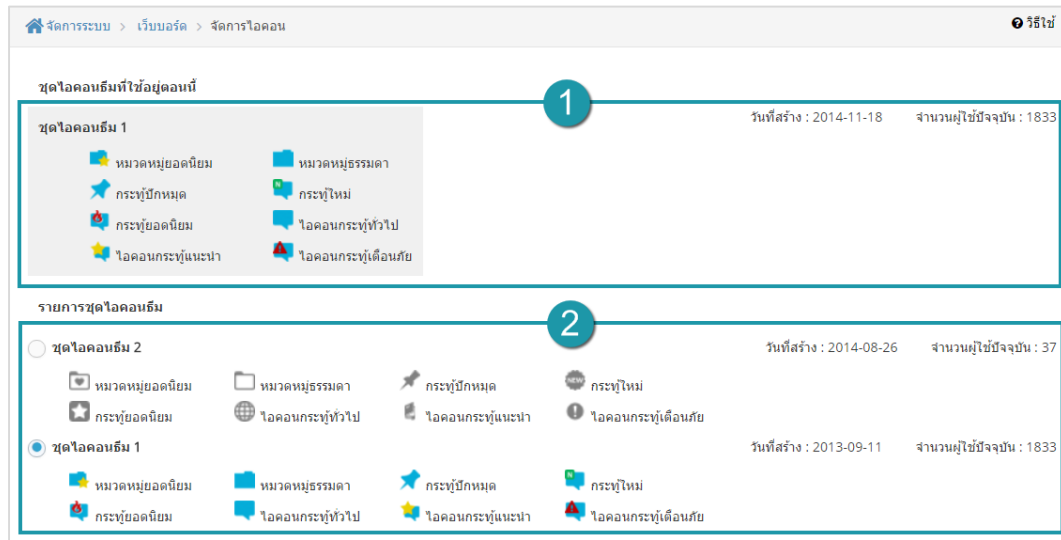 จัดการระบบ > เว็บบอร์ด > จัดการไอคอน วิธีใช้
ชุดไอคอนธีมที่ใช้อยู่ตอนนี้
1
ชุดไอคอนธีม 1 วันที่สร้าง : 2014-11-18 จำนวนผู้ใช้ปัจจุบัน : 1833
หมวดหมู่ยอดนิยม หมวดหมู่ธรรมดา
กระทู้ปักหมุด N กระทู้ใหม่
กระทู้ยอดนิยม ไอคอนกระทู้ทั่วไป
ไอคอนกระทู้แนะนำ ไอคอนกระทู้เตือนภัย
รายการชุดไอคอนธีม
2
ชุดไอคอนธีม 2 วันที่สร้าง : 2014-08-26 จำนวนผู้ใช้ปัจจุบัน : 37
หมวดหมู่ยอดนิยม หมวดหมู่ธรรมดา กระทู้ปักหมุด NEW กระทู้ใหม่
กระทู้ยอดนิยม ไอคอนกระทู้ทั่วไป ไอคอนกระทู้แนะนำ ไอคอนกระทู้เตือนภัย
ชุดไอคอนธีม 1 วันที่สร้าง : 2013-09-11 จำนวนผู้ใช้ปัจจุบัน : 1833
หมวดหมู่ยอดนิยม หมวดหมู่ธรรมดา กระทู้ปักหมุด N กระทู้ใหม่
กระทู้ยอดนิยม ไอคอนกระทู้ทั่วไป ไอคอนกระทู้แนะนำ ไอคอนกระทู้เตือนภัย